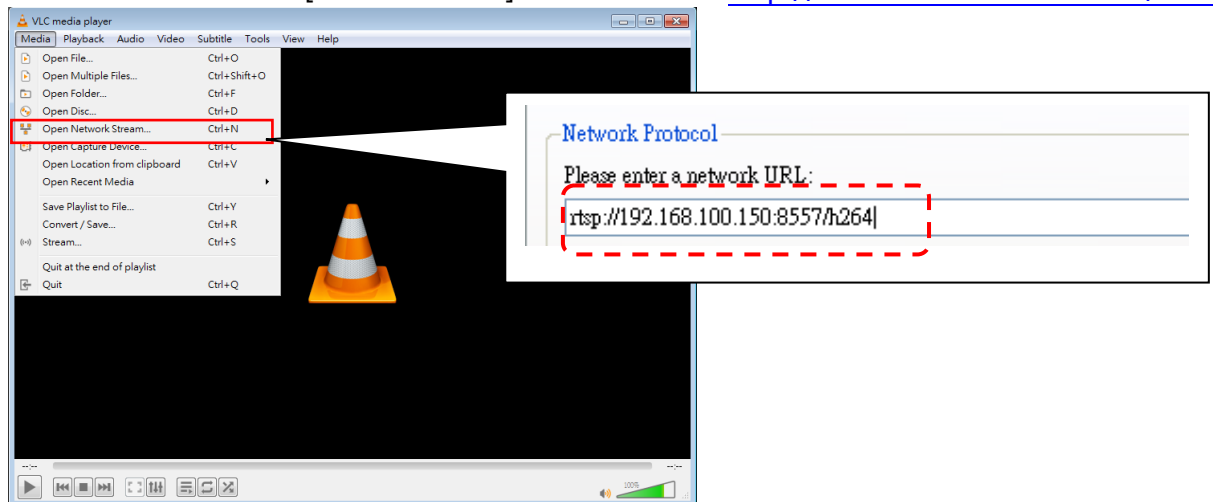 VLC media player
Media Playback Audio Video Subtitle Tools View Help
Open File... Ctrl+O
Open Multiple Files... Ctrl+Shift+O
Open Folder... Ctrl+F
Open Disc... Ctrl+D
Open Network Stream... Ctrl+N
Open Capture Device... Ctrl+C
Open Location from clipboard Ctrl+V
Open Recent Media
Save Playlist to File... Ctrl+Y
Convert / Save... Ctrl+R
Stream... Ctrl+S
Quit at the end of playlist
Quit Ctrl+Q
Network Protocol
Please enter a network URL:
rtsp://192.168.100.150:8557/h264
--:-- --:--
100%